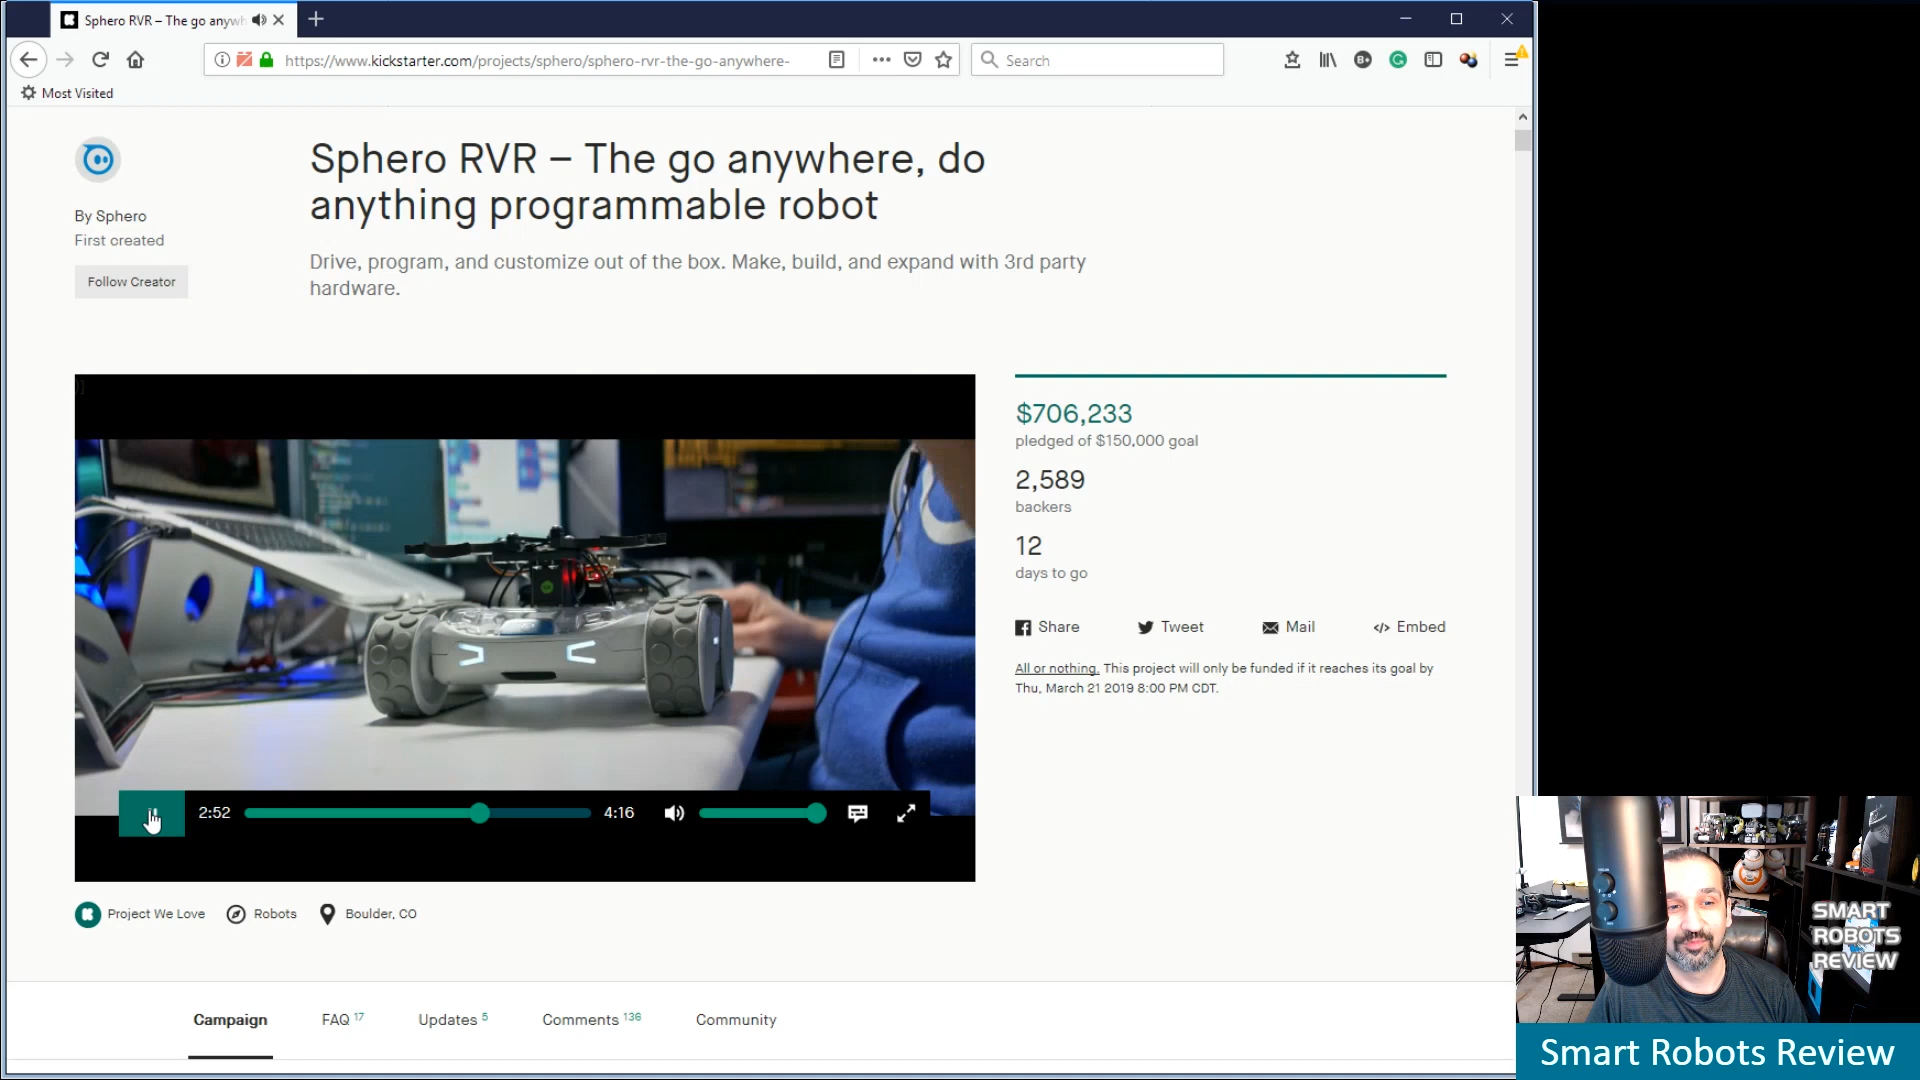 Sphero RVR – The go anywh
https://www.kickstarter.com/projects/sphero/sphero-rvr-the-go-anywhere-
Search
Most Visited
Sphero RVR – The go anywhere, do
anything programmable robot
By Sphero
First created
Follow Creator
Drive, program, and customize out of the box. Make, build, and expand with 3rd party
hardware.
$706,233
pledged of $150,000 goal
2,589
backers
12
days to go
Share Tweet Mail Embed
All or nothing. This project will only be funded if it reaches its goal by
Thu, March 21 2019 8:00 PM CDT.
2:52 4:16
Project We Love Robots Boulder, CO
Campaign FAQ 17 Updates 5 Comments 136 Community
SMART
ROBOTS
REVIEW
Smart Robots Review